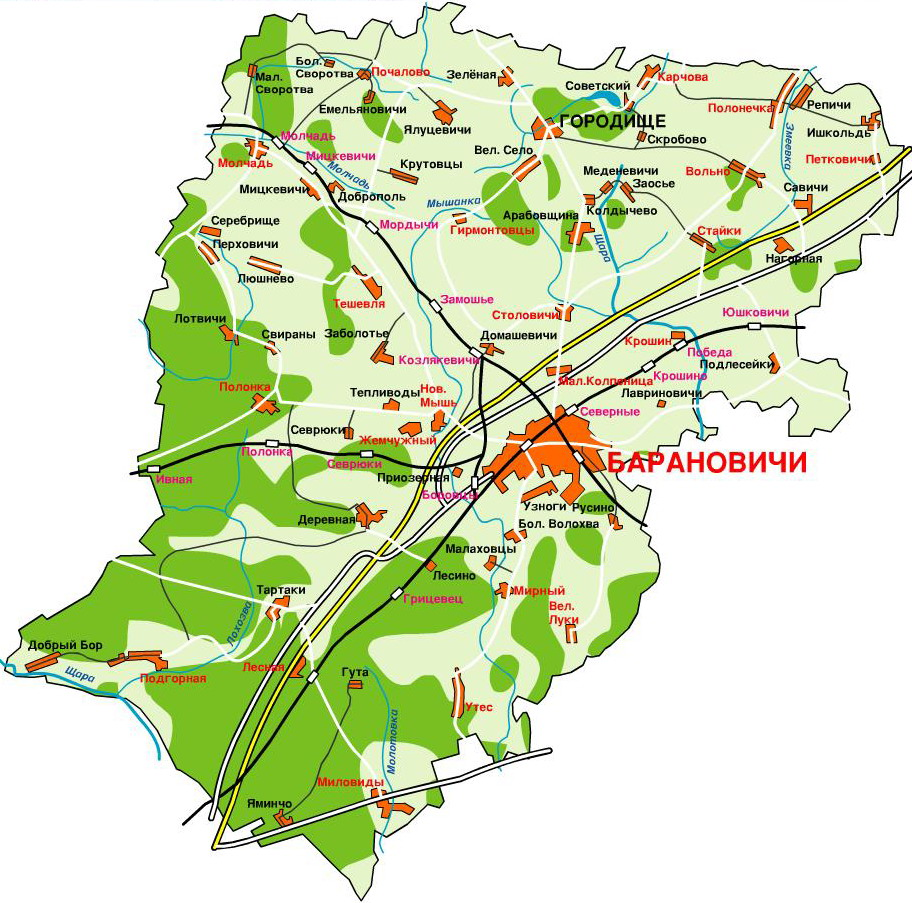 Бол.
Своротва
Почалово
Зелёная
Карчова
Мал.
Своротва
Советский
Емельяновичи
Полонечка
Репичи
ГОРОДИЩЕ
Ялуцевичи
Ишкольдь
Молчадь
Скробово
Змеевка
Мицкевичи
Вел. Село
Молчадь
Крутовцы
Петковичи
Молчадь
Меденевичи
Вольно
Мицкевичи
Заосье
Савичи
Доброполь
Мышанка
Колдычево
Арабовщина
Серебрище
Мордычи
Гирмонтовцы
Стайки
Перховичи
Щара
Нагорная
Люшнево
Тешевля
Замошье
Столовичи
Юшковичи
Лотвичи
Свираны
Заболотье
Домашевичи
Крошин
Козлякевичи
Победа
Подлесейки
Крошино
Мал.Колпеница
Полонка
Тепливоды
Нов.
Мышь
Лавриновичи
Северные
Севрюки
Жемчужный
Полонка
Севрюки
БАРАНОВИЧИ
Ивная
Приозерная
Боровцы
Узноги
Русино
Деревная
Бол. Волохва
Малаховцы
Лесино
Тартаки
Грицевец
Мирный
Вел.
Луки
Лохозва
Добрый Бор
Щара
Подгорная
Лесная
Гута
Утес
Молотовка
Миловиды
Яминчо